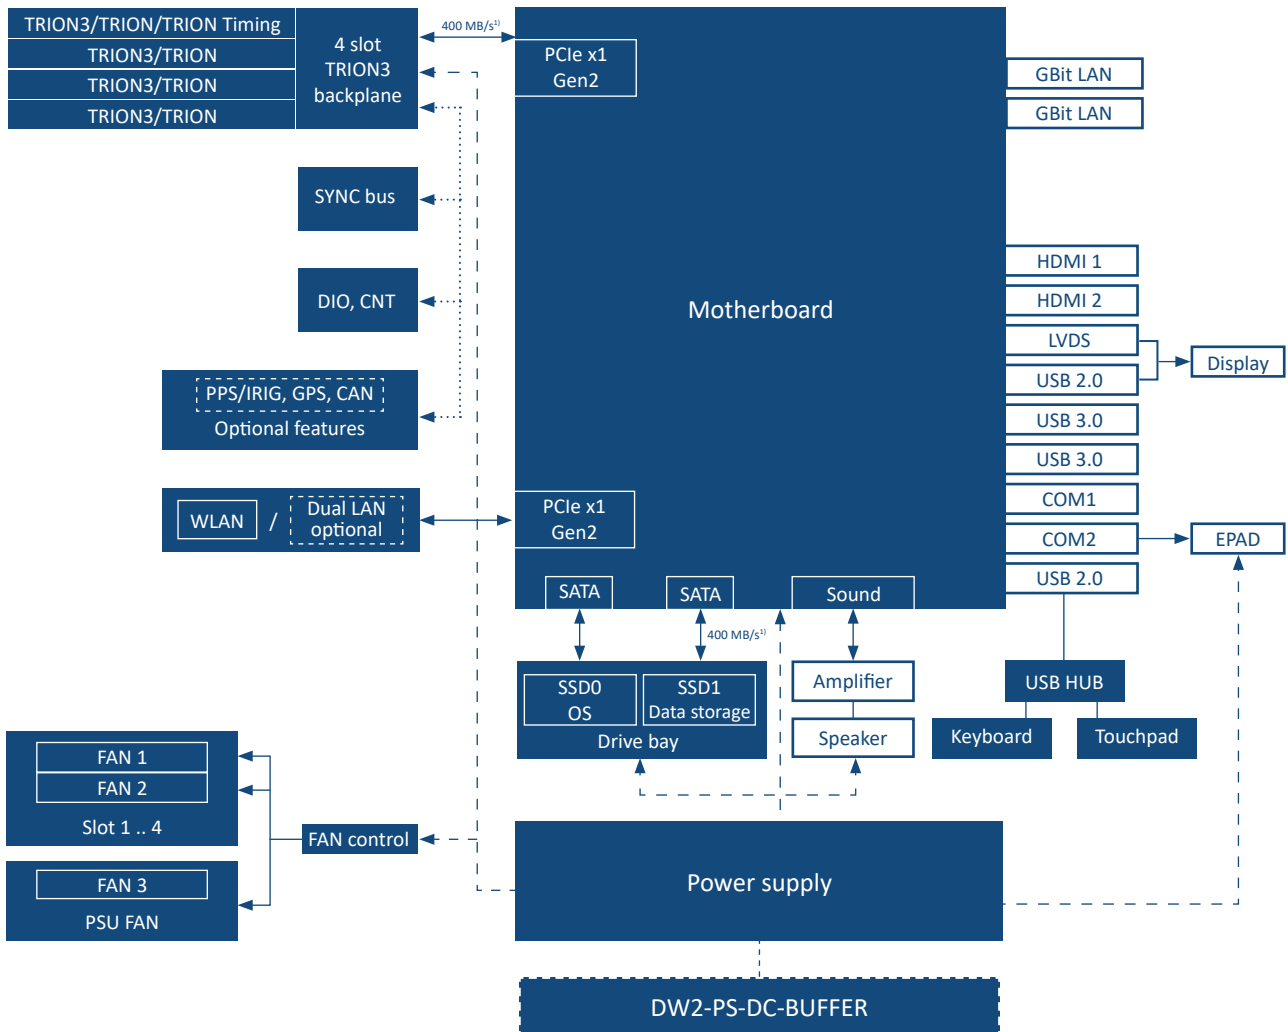 TRION3/TRION/TRION Timing
TRION3/TRION
TRION3/TRION
TRION3/TRION
4 slot
TRION3
backplane
400 MB/s¹⁾
PCIe x1
Gen2
GBit LAN
GBit LAN
SYNC bus
DIO, CNT
PPS/IRIG, GPS, CAN
Optional features
WLAN
/
Dual LAN
optional
Motherboard
PCIe x1
Gen2
HDMI 1
HDMI 2
LVDS
USB 2.0
Display
USB 3.0
USB 3.0
COM1
COM2
EPAD
USB 2.0
SATA
SATA
Sound
400 MB/s¹⁾
SSD0
OS
SSD1
Data storage
Drive bay
Amplifier
Speaker
USB HUB
Keyboard
Touchpad
FAN 1
FAN 2
Slot 1 .. 4
FAN control
FAN 3
PSU FAN
Power supply
DW2-PS-DC-BUFFER